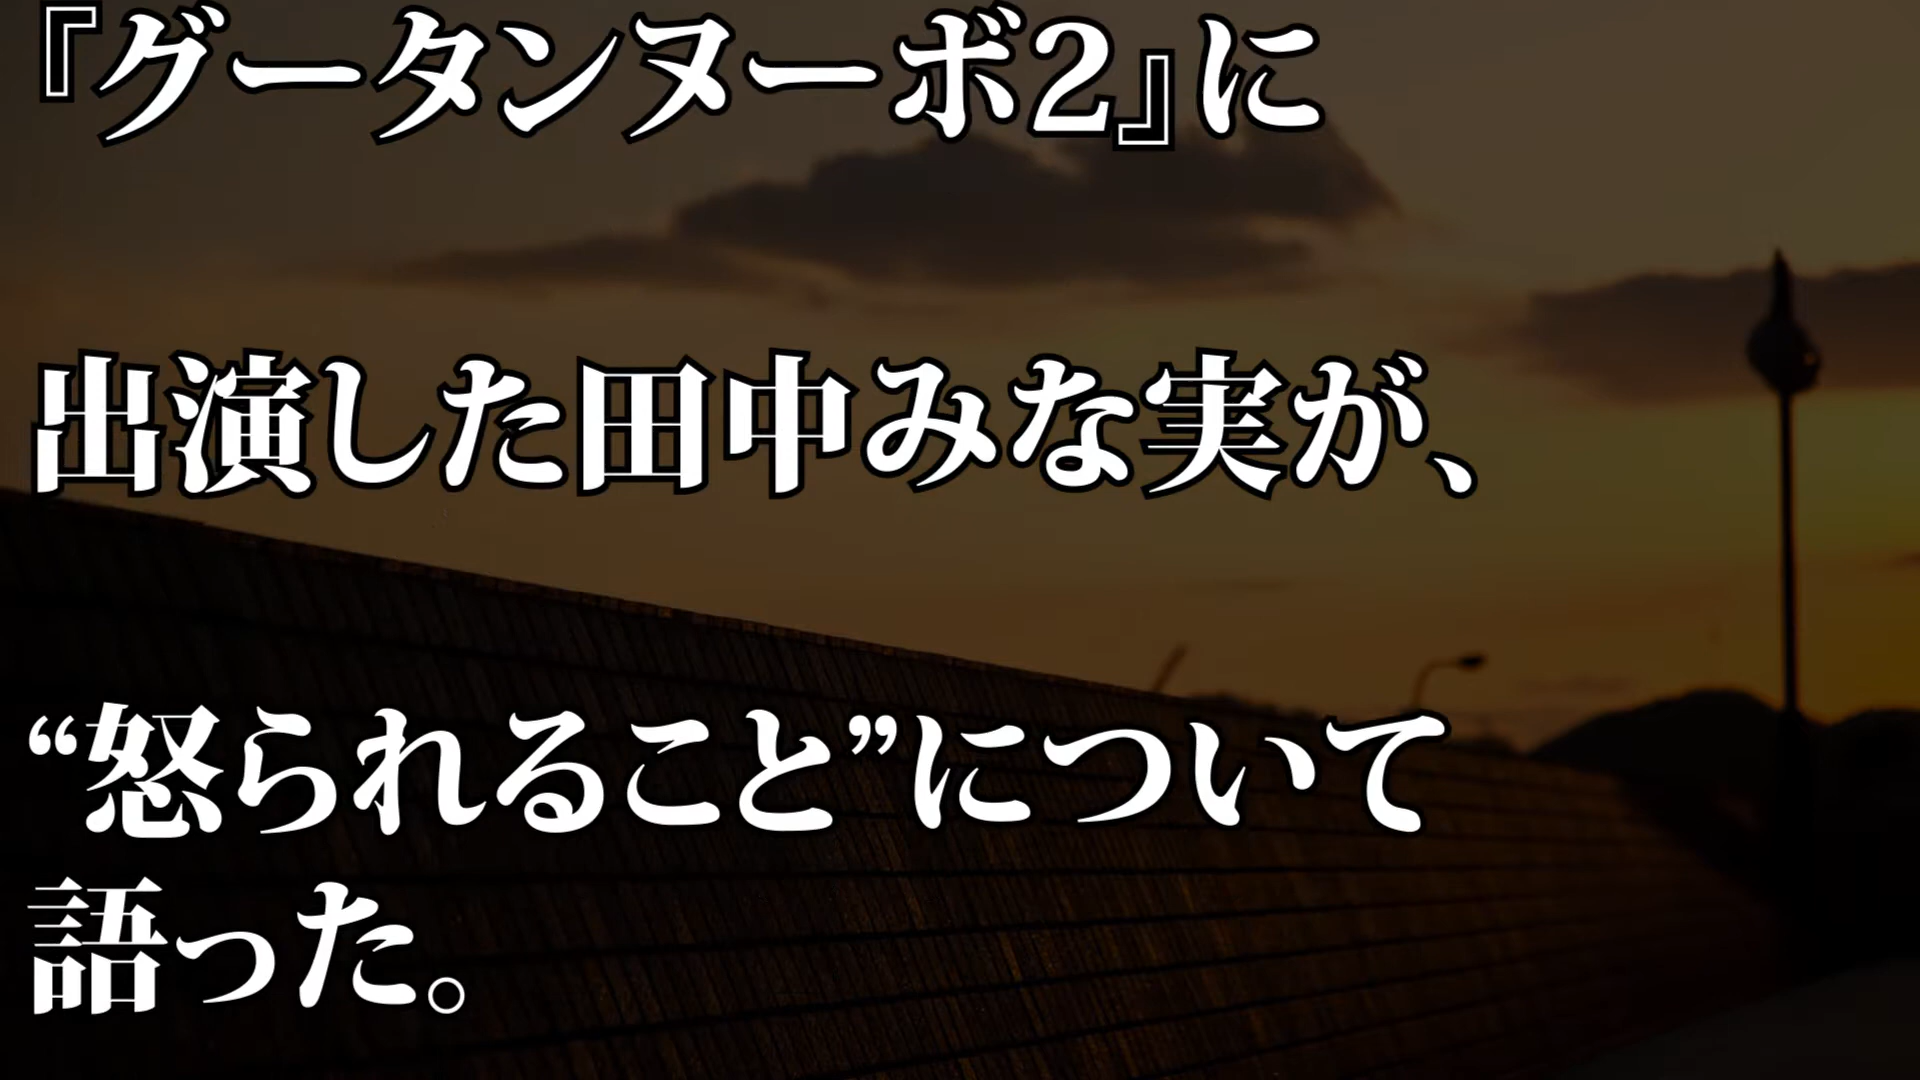 『グータンヌーボ2』に
出演した田中みな実が、
“怒られること”について
語った。